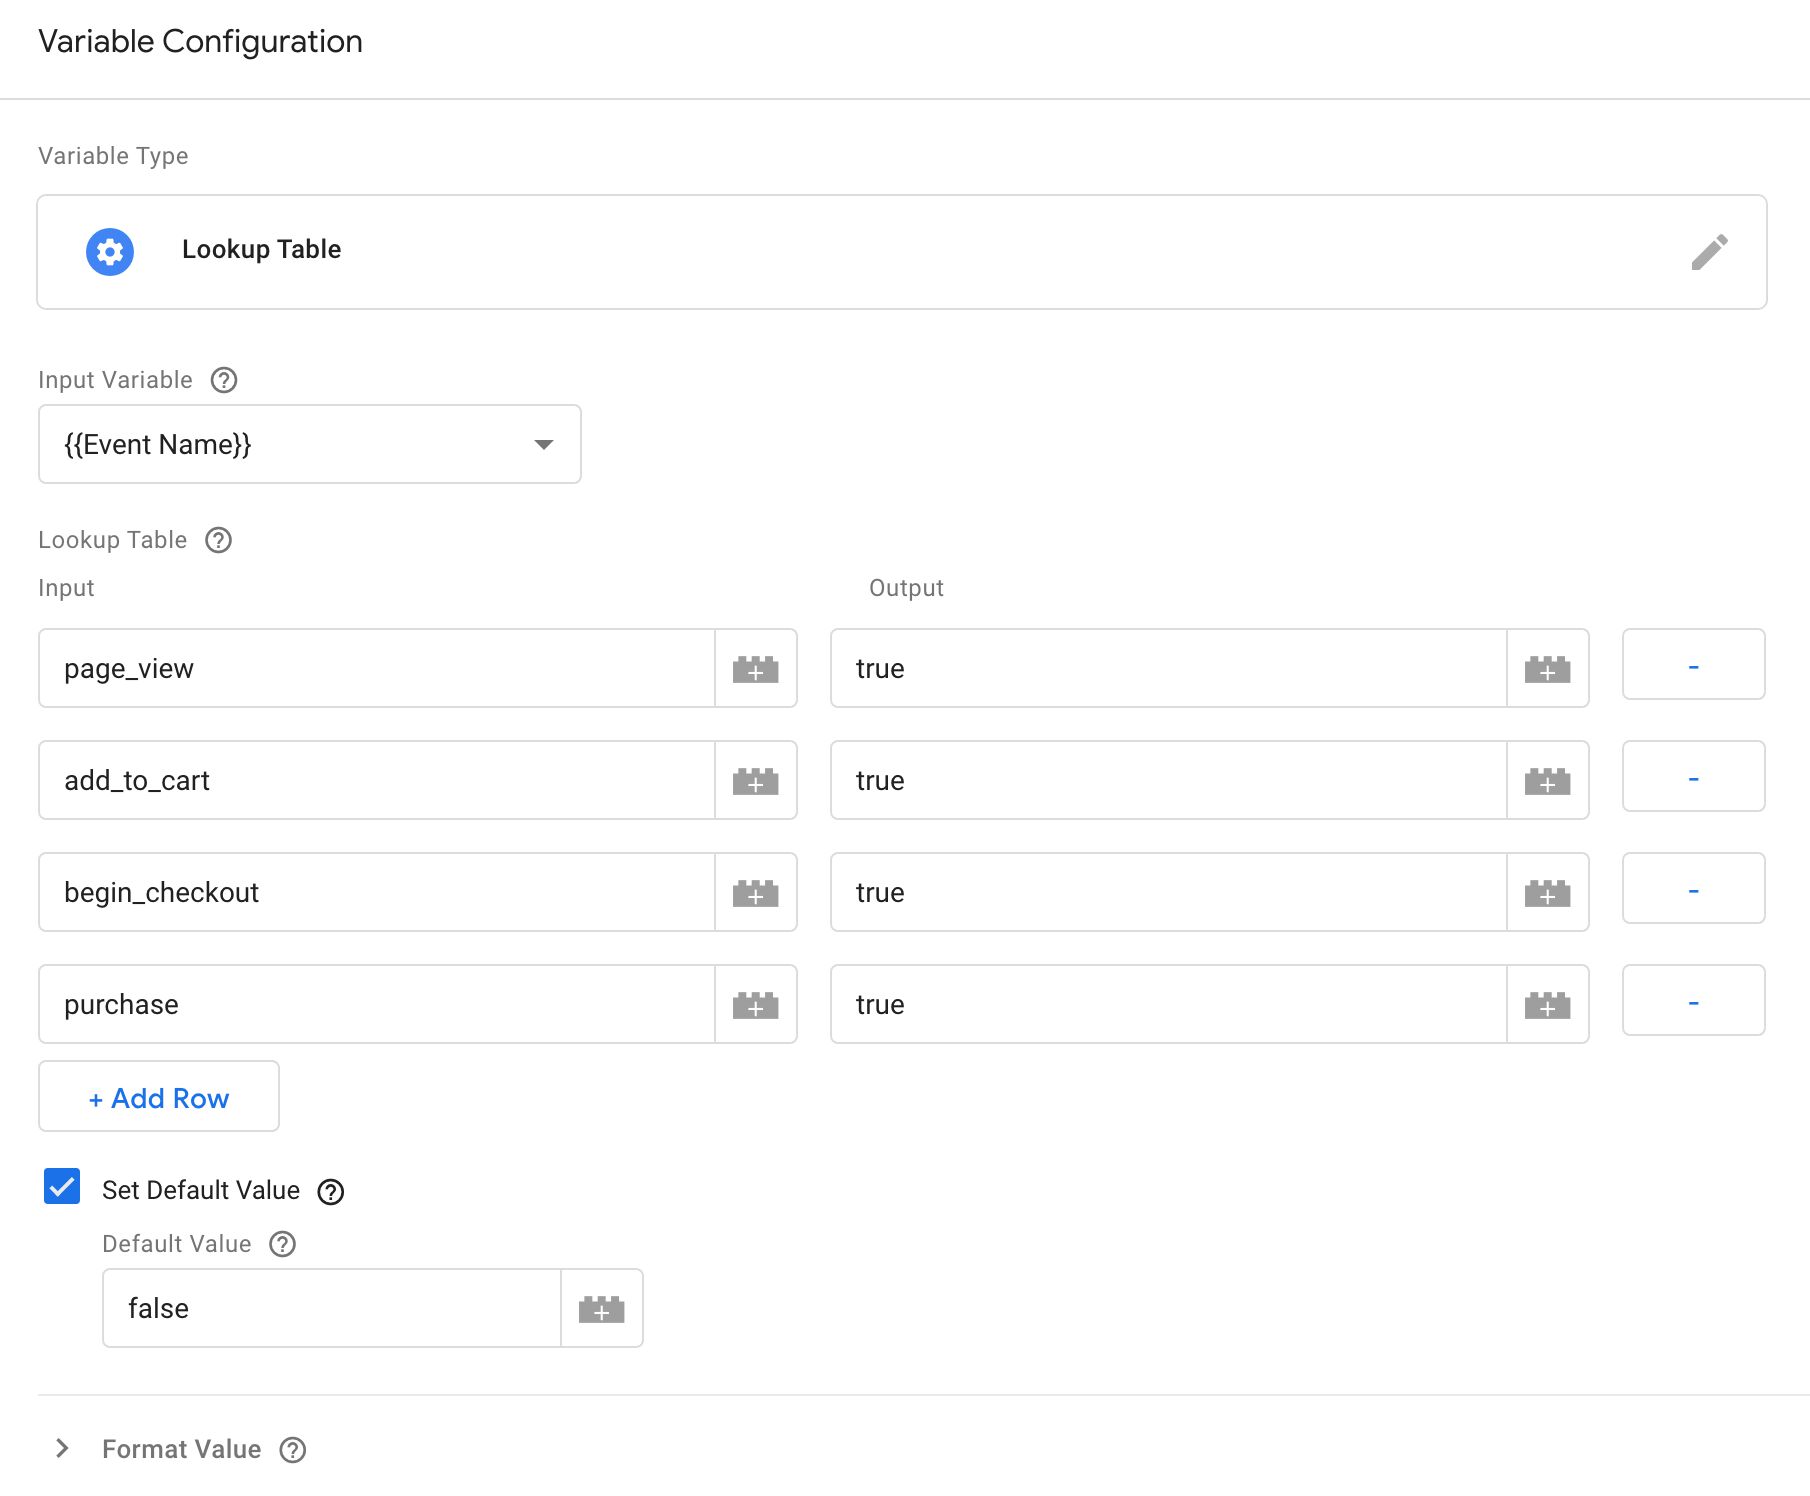 Variable Configuration
Variable Type
Lookup Table
Input Variable
{{Event Name}}
Lookup Table
Input Output
page_view true -
add_to_cart true -
begin_checkout true -
purchase true -
+ Add Row
Set Default Value
Default Value
false
Format Value